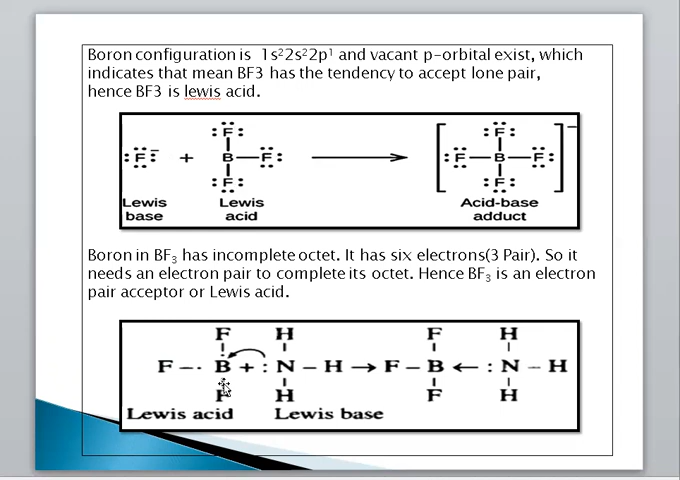 Boron configuration is 1s²2s²2p¹ and vacant p-orbital exist, which
indicates that mean BF3 has the tendency to accept lone pair,
hence BF3 is lewis acid.
:F:⁻ + F B F F → [F B F F F]⁻
Lewis base
Lewis acid
Acid-base adduct
Boron in BF₃ has incomplete octet. It has six electrons(3 Pair). So it
needs an electron pair to complete its octet. Hence BF₃ is an electron
pair acceptor or Lewis acid.
F H F H
F – B + : N – H → F – B ← : N – H
F H F H
Lewis acid Lewis base